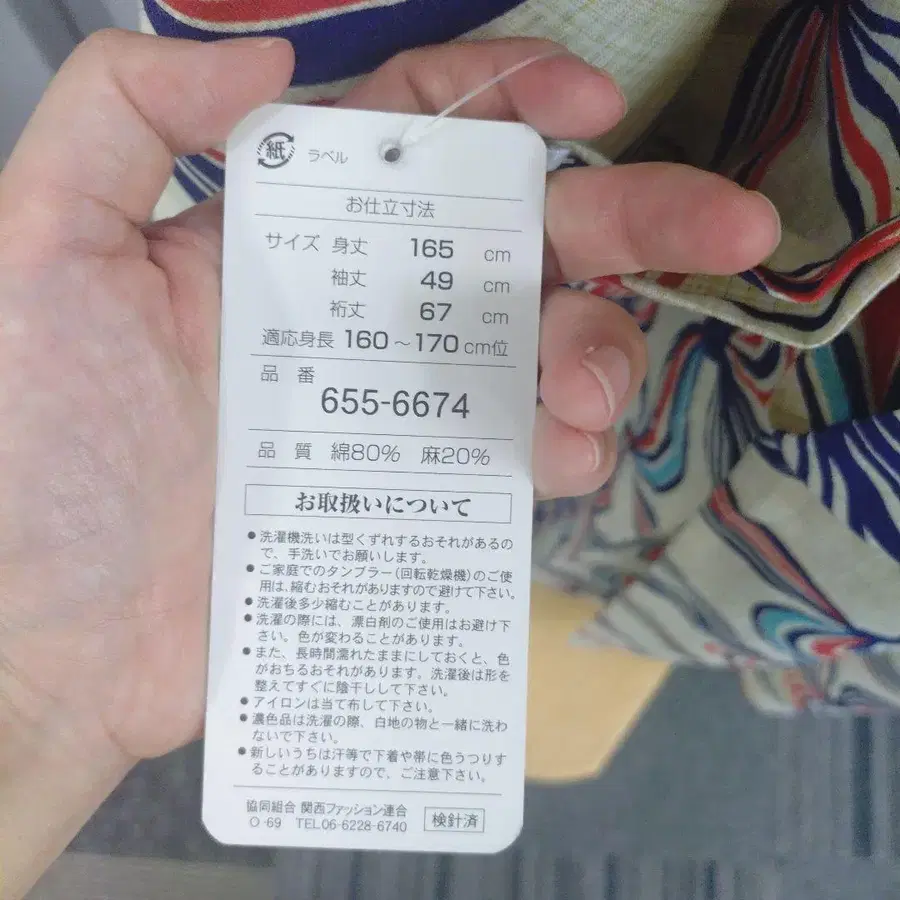 紙 ラベル
お仕立寸法
サイズ 身丈 165 cm
袖丈 49 cm
裄丈 67 cm
適応身長 160～170cm位
品番
655-6674
品質 綿80% 麻20%
お取扱いについて
●洗濯機洗いは型くずれするおそれがあるの
で、手洗いでお願いします。
●ご家庭でのタンブラー(回転乾燥機)のご使
用は、縮むおそれがありますので避けて下さい。
●洗濯後多少縮むことがあります。
●洗濯の際には、漂白剤のご使用はお避け下
さい。色が変わることがあります。
●また、長時間濡れたままにしておくと、色
がおちるおそれがあります。洗濯後は形を
整えてすぐに陰干しして下さい。
●アイロンは当て布して下さい。
●濃色品は洗濯の際、白地の物と一緒に洗わ
ないで下さい。
●新しいうちは汗等で下着や帯に色うつりす
ることがありますので、ご注意下さい。
協同組合 関西ファッション連合
O-69 TEL06-6228-6740 検針済